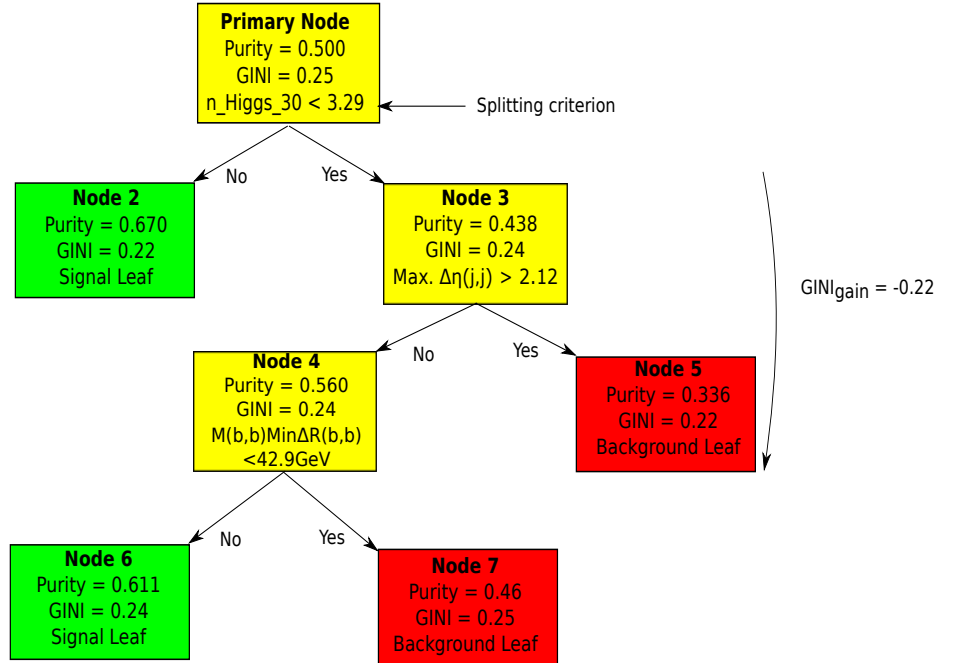 Primary Node
Purity = 0.500
GINI = 0.25
n_Higgs_30 < 3.29
Splitting criterion
No
Yes
Node 2
Purity = 0.670
GINI = 0.22
Signal Leaf
Node 3
Purity = 0.438
GINI = 0.24
Max. Δη(j,j) > 2.12
GINIgain = -0.22
No
Yes
Node 4
Purity = 0.560
GINI = 0.24
M(b,b)MinΔR(b,b)
<42.9GeV
Node 5
Purity = 0.336
GINI = 0.22
Background Leaf
No
Yes
Node 6
Purity = 0.611
GINI = 0.24
Signal Leaf
Node 7
Purity = 0.46
GINI = 0.25
Background Leaf